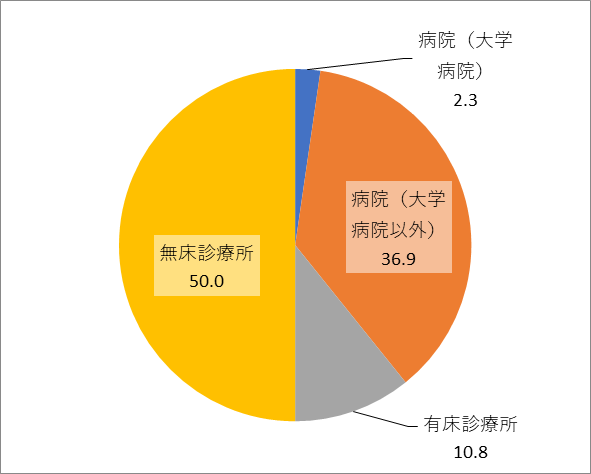 病院（大学
病院）
2.3
病院（大学
病院以外）
36.9
無床診療所
50.0
有床診療所
10.8